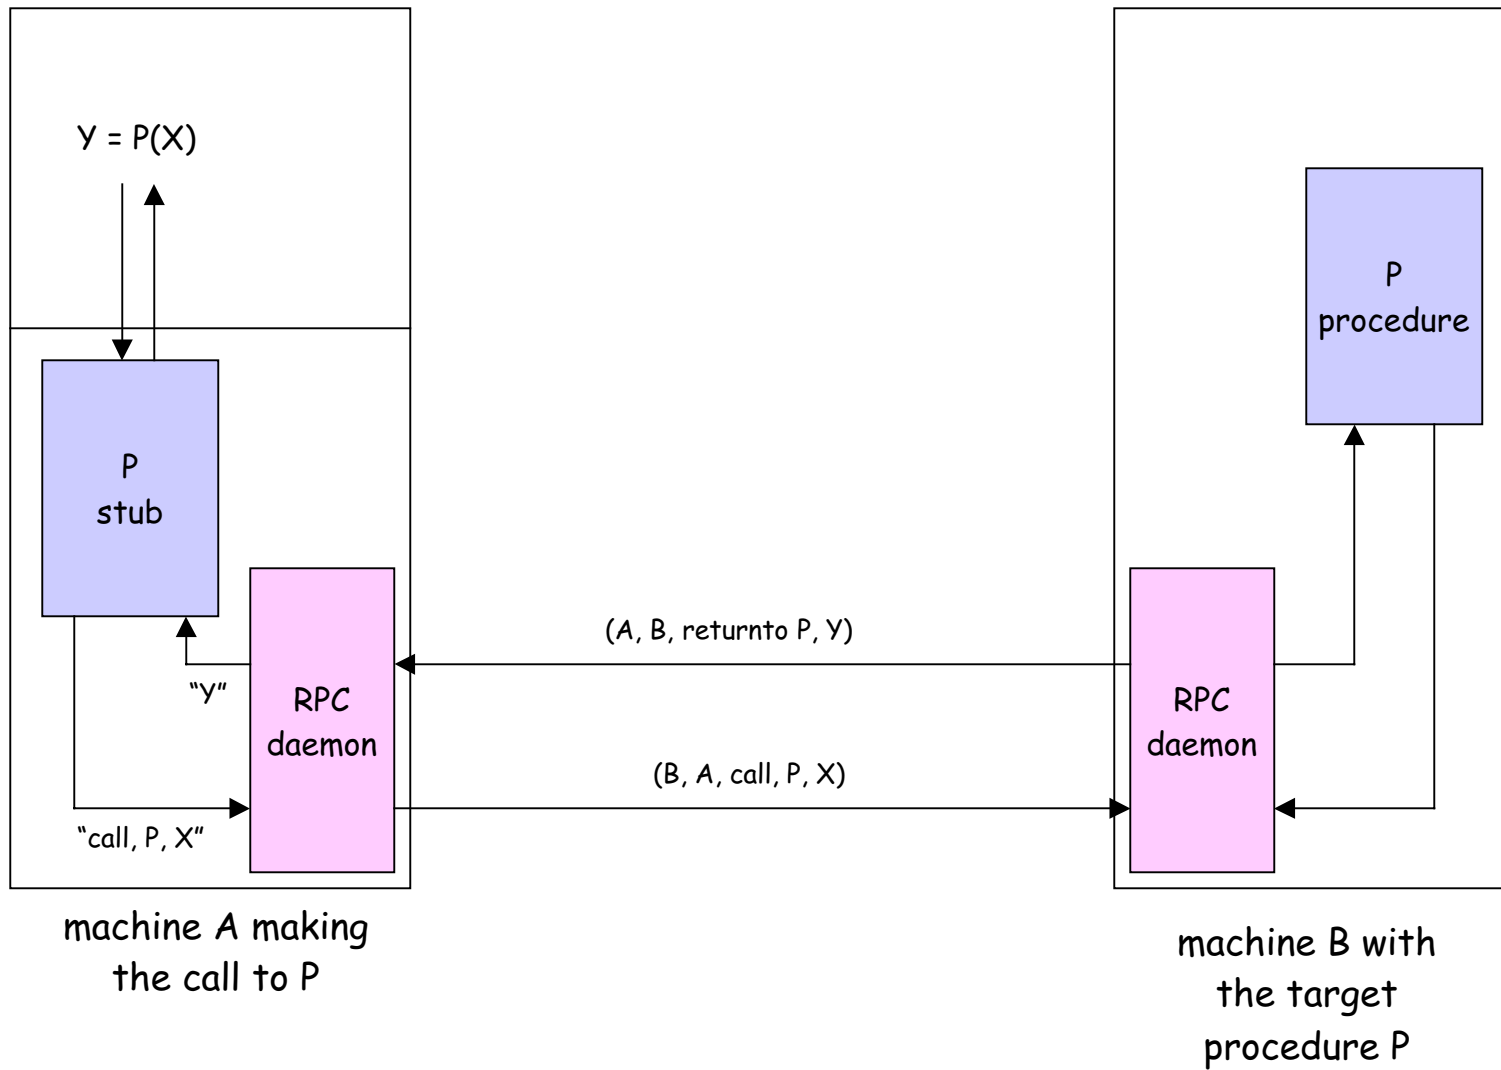 Y = P(X)
P
procedure
P
stub
(A, B, returnto P, Y)
“Y”
RPC
daemon
RPC
daemon
(B, A, call, P, X)
“call, P, X”
machine A making
the call to P
machine B with
the target
procedure P